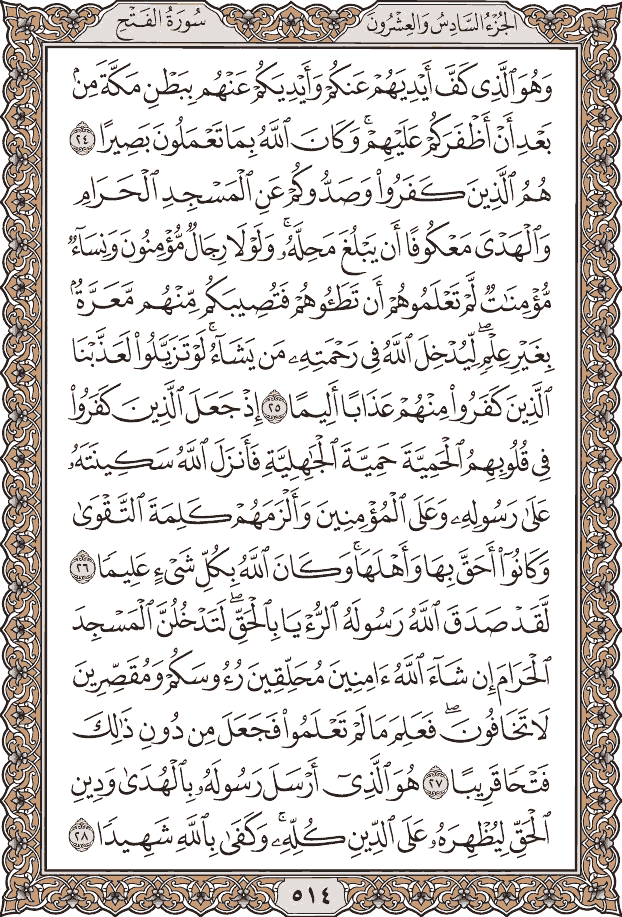 الجُزْءُ السَّادِسُ وَالعِشْرُونَ
سُورَةُ الفَتْحِ
وَهُوَ ٱلَّذِى كَفَّ أَيْدِيَهُمْ عَنكُمْ وَأَيْدِيَكُمْ عَنْهُم بِبَطْنِ مَكَّةَ مِنۢ
بَعْدِ أَنْ أَظْفَرَكُمْ عَلَيْهِمْ ۚ وَكَانَ ٱللَّهُ بِمَا تَعْمَلُونَ بَصِيرًا ٢٤
هُمُ ٱلَّذِينَ كَفَرُوا۟ وَصَدُّوكُمْ عَنِ ٱلْمَسْجِدِ ٱلْحَرَامِ
وَٱلْهَدْىَ مَعْكُوفًا أَن يَبْلُغَ مَحِلَّهُۥ ۚ وَلَوْلَا رِجَالٌ مُّؤْمِنُونَ وَنِسَآءٌ
مُّؤْمِنَـٰتٌ لَّمْ تَعْلَمُوهُمْ أَن تَطَـُٔوهُمْ فَتُصِيبَكُم مِّنْهُم مَّعَرَّةٌۢ
بِغَيْرِ عِلْمٍ ۖ لِّيُدْخِلَ ٱللَّهُ فِى رَحْمَتِهِۦ مَن يَشَآءُ ۚ لَوْ تَزَيَّلُوا۟ لَعَذَّبْنَا
ٱلَّذِينَ كَفَرُوا۟ مِنْهُمْ عَذَابًا أَلِيمًا ٢٥ إِذْ جَعَلَ ٱلَّذِينَ كَفَرُوا۟
فِى قُلُوبِهِمُ ٱلْحَمِيَّةَ حَمِيَّةَ ٱلْجَـٰهِلِيَّةِ فَأَنزَلَ ٱللَّهُ سَكِينَتَهُۥ
عَلَىٰ رَسُولِهِۦ وَعَلَى ٱلْمُؤْمِنِينَ وَأَلْزَمَهُمْ كَلِمَةَ ٱلتَّقْوَىٰ
وَكَانُوٓا۟ أَحَقَّ بِهَا وَأَهْلَهَا ۚ وَكَانَ ٱللَّهُ بِكُلِّ شَىْءٍ عَلِيمًا ٢٦
لَّقَدْ صَدَقَ ٱللَّهُ رَسُولَهُ ٱلرُّءْيَا بِٱلْحَقِّ ۖ لَتَدْخُلُنَّ ٱلْمَسْجِدَ
ٱلْحَرَامَ إِن شَآءَ ٱللَّهُ ءَامِنِينَ مُحَلِّقِينَ رُءُوسَكُمْ وَمُقَصِّرِينَ
لَا تَخَافُونَ ۖ فَعَلِمَ مَا لَمْ تَعْلَمُوا۟ فَجَعَلَ مِن دُونِ ذَٰلِكَ
فَتْحًا قَرِيبًا ٢٧ هُوَ ٱلَّذِىٓ أَرْسَلَ رَسُولَهُۥ بِٱلْهُدَىٰ وَدِينِ
ٱلْحَقِّ لِيُظْهِرَهُۥ عَلَى ٱلدِّينِ كُلِّهِۦ ۚ وَكَفَىٰ بِٱللَّهِ شَهِيدًا ٢٨
٥١٤